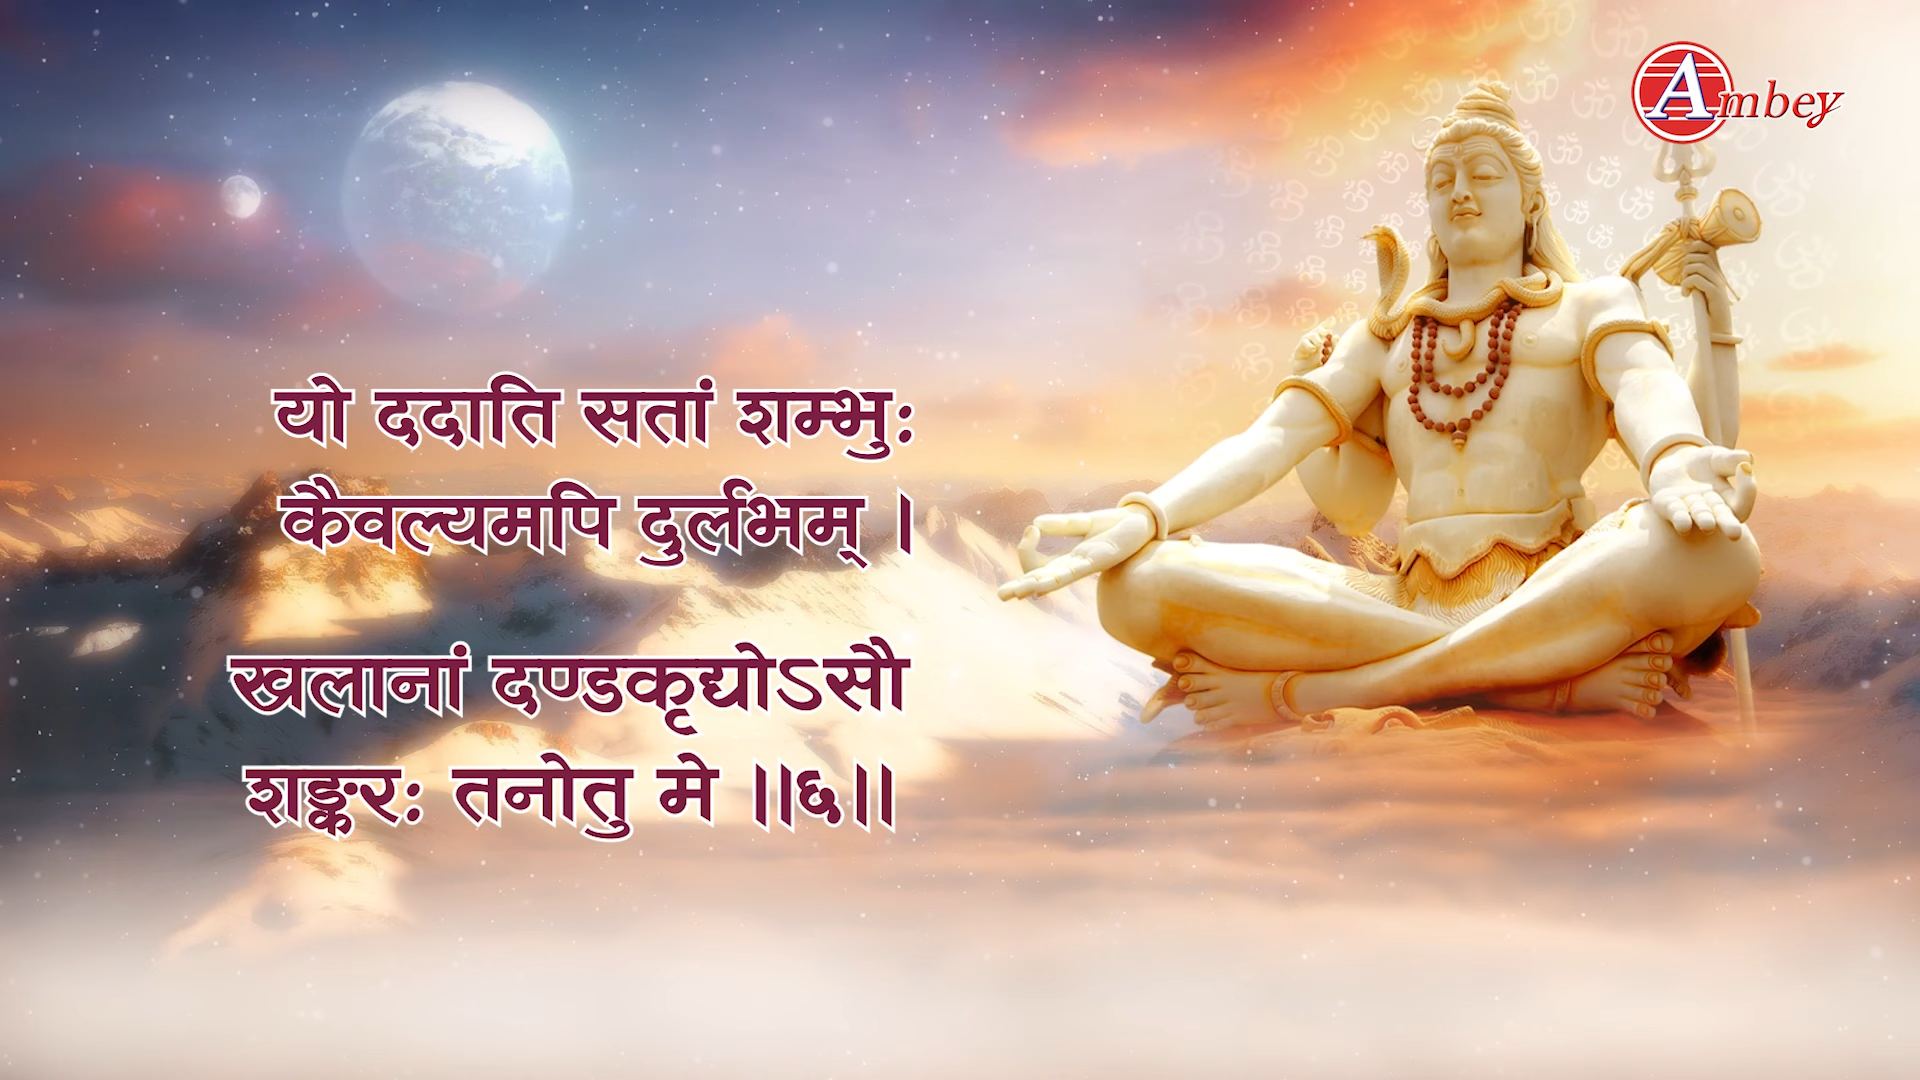 Ambey
यो ददाति सतां शम्भुः
कैवल्यमपि दुर्लभम् ।
खलानां दण्डकृद्योऽसौ
शङ्करः तनोतु मे ॥६॥